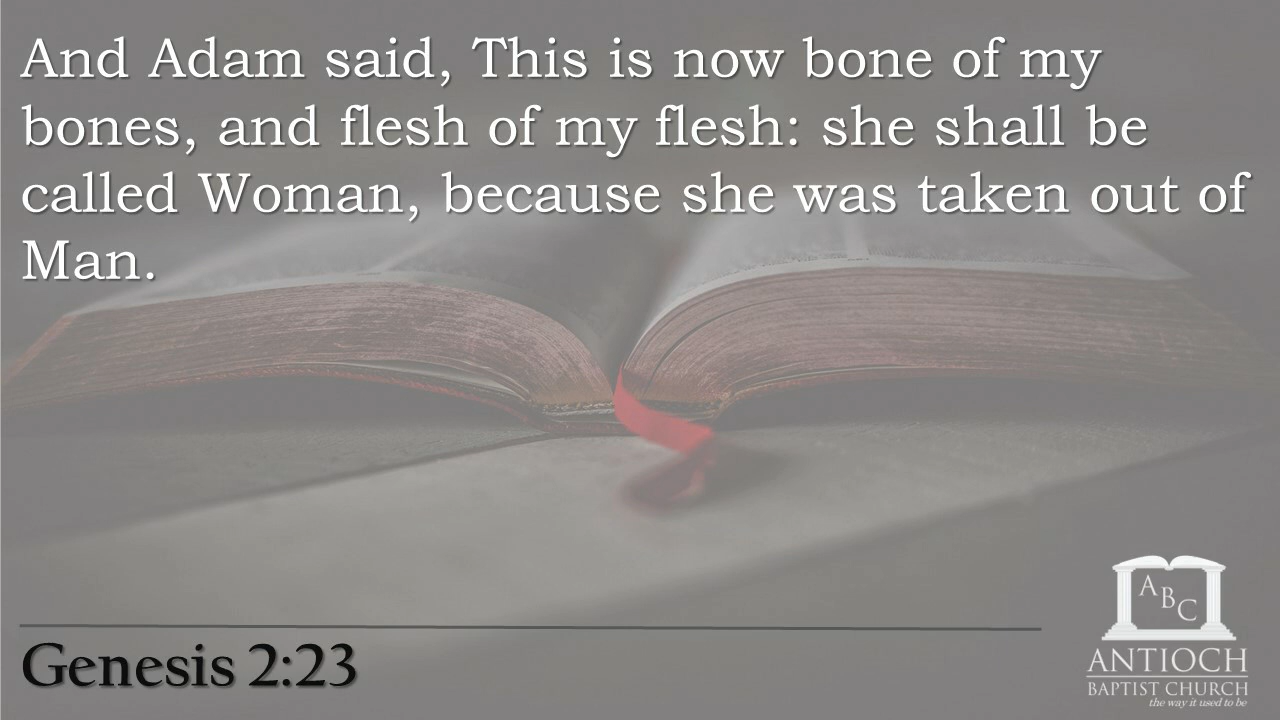 And Adam said, This is now bone of my
bones, and flesh of my flesh: she shall be
called Woman, because she was taken out of
Man.
Genesis 2:23
ABC
ANTIOCH
BAPTIST CHURCH
the way it used to be